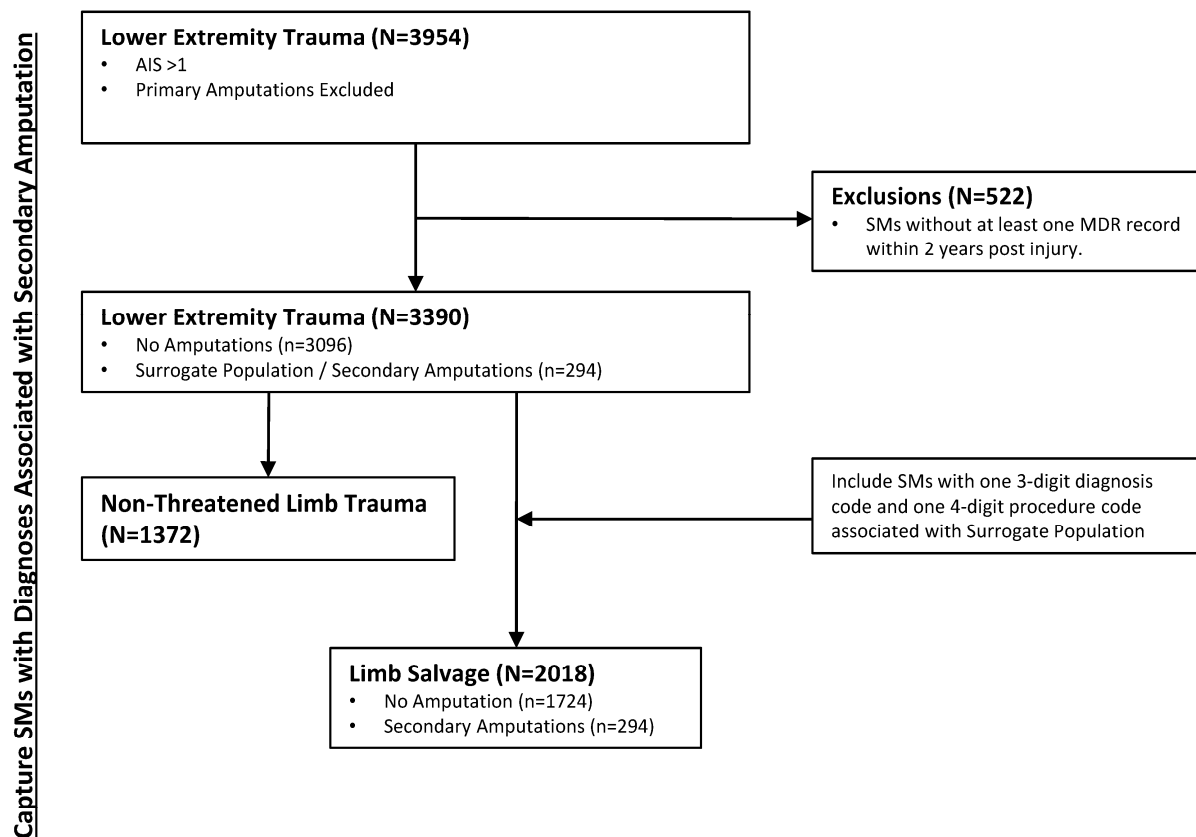 Capture SMs with Diagnoses Associated with Secondary Amputation
Lower Extremity Trauma (N=3954)
• AIS >1
• Primary Amputations Excluded
Exclusions (N=522)
• SMs without at least one MDR record
within 2 years post injury.
Lower Extremity Trauma (N=3390)
• No Amputations (n=3096)
• Surrogate Population / Secondary Amputations (n=294)
Non-Threatened Limb Trauma
(N=1372)
Include SMs with one 3-digit diagnosis
code and one 4-digit procedure code
associated with Surrogate Population
Limb Salvage (N=2018)
• No Amputation (n=1724)
• Secondary Amputations (n=294)